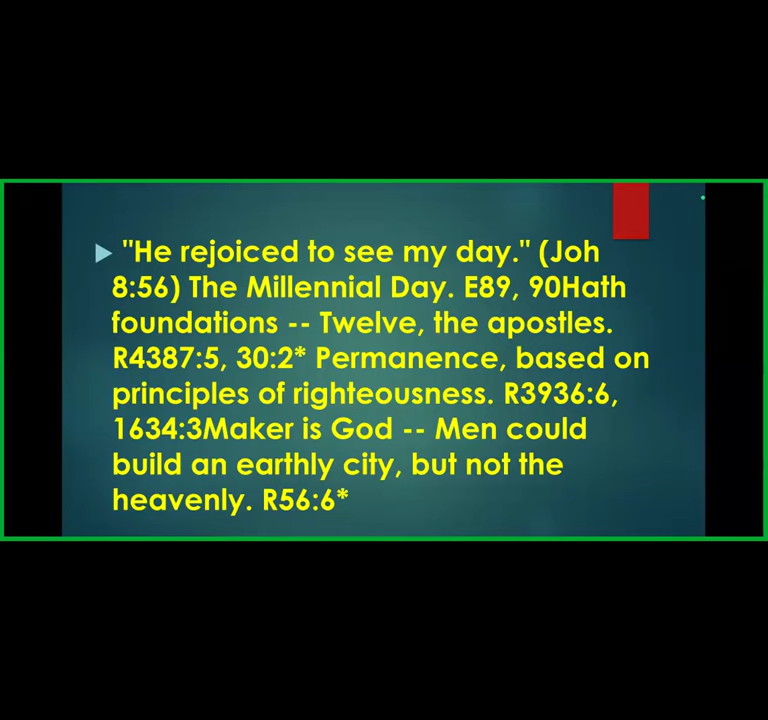 "He rejoiced to see my day." (Joh
8:56) The Millennial Day. E89, 90Hath
foundations -- Twelve, the apostles.
R4387:5, 30:2* Permanence, based on
principles of righteousness. R3936:6,
1634:3Maker is God -- Men could
build an earthly city, but not the
heavenly. R56:6*